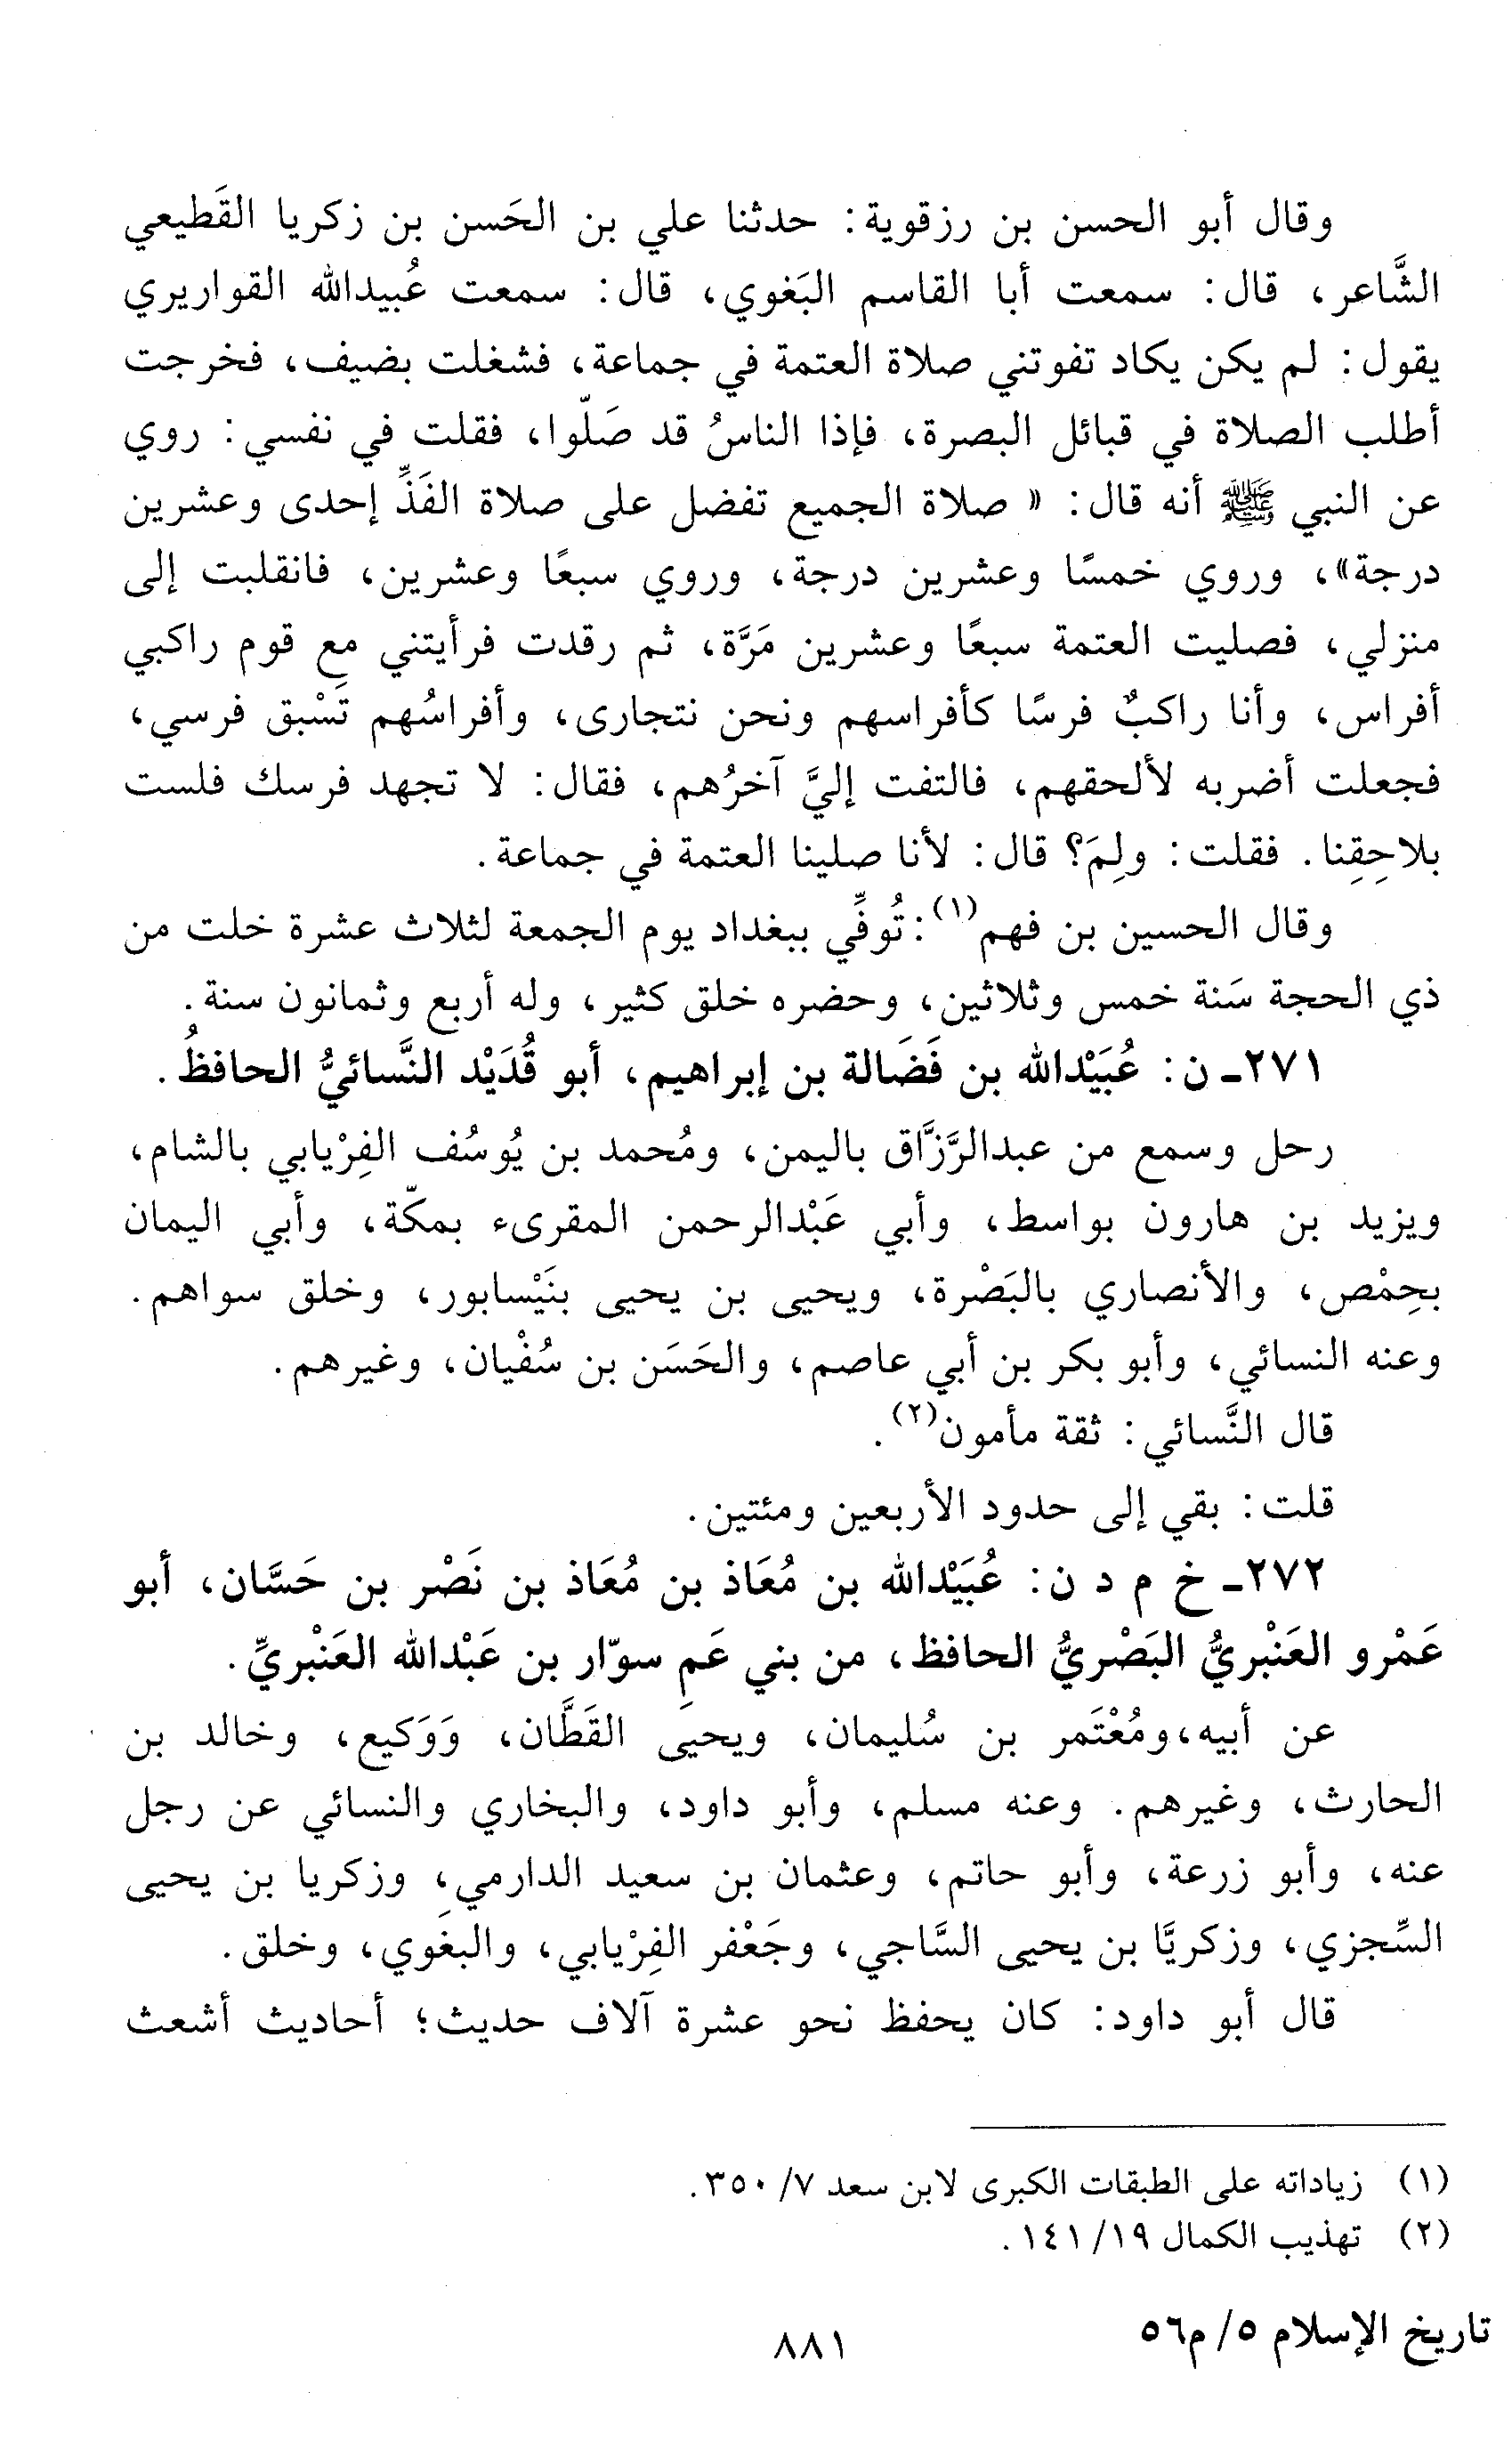 وقال أبو الحسن بن رزقوية: حدثنا علي بن الحَسن بن زكريا القَطيعي
الشَّاعر، قال: سمعت أبا القاسم البَغوي، قال: سمعت عُبيدالله القواريري
يقول: لم يكن يكاد تفوتني صلاة العتمة في جماعة، فشغلت بضيف، فخرجت
أطلب الصلاة في قبائل البصرة، فإذا الناسُ قد صَلّوا، فقلت في نفسي: روي
عن النبي ﷺ أنه قال: « صلاة الجميع تفضل على صلاة الفَذِّ إحدى وعشرين
درجة»، وروي خمسًا وعشرين درجة، وروي سبعًا وعشرين، فانقلبت إلى
منزلي، فصليت العتمة سبعًا وعشرين مَرَّة، ثم رقدت فرأيتني مع قوم راكبي
أفراس، وأنا راكبٌ فرسًا كأفراسهم ونحن نتجارى، وأفراسُهم تَسْبق فرسي،
فجعلت أضربه لألحقهم، فالتفت إليَّ آخرُهم، فقال: لا تجهد فرسك فلست
بلاحِقِنا. فقلت: ولِمَ؟ قال: لأنا صلينا العتمة في جماعة.
وقال الحسين بن فهم(١): تُوفِّي ببغداد يوم الجمعة لثلاث عشرة خلت من
ذي الحجة سَنة خمس وثلاثين، وحضره خلق كثير، وله أربع وثمانون سنة.
٢٧١ـ ن: عُبَيْدالله بن فَضَالة بن إبراهيم، أبو قُدَيْد النَّسائيُّ الحافظُ.
رحل وسمع من عبدالرَّزَّاق باليمن، ومُحمد بن يُوسُف الفِرْيابي بالشام،
ويزيد بن هارون بواسط، وأبي عَبْدالرحمن المقرىء بمكّة، وأبي اليمان
بحِمْص، والأنصاري بالبَصْرة، ويحيى بن يحيى بنَيْسابور، وخلق سواهم.
وعنه النسائي، وأبو بكر بن أبي عاصم، والحَسَن بن سُفْيان، وغيرهم.
قال النَّسائي: ثقة مأمون(٢).
قلت: بقي إلى حدود الأربعين ومئتين.
٢٧٢ـ خ م د ن: عُبَيْدالله بن مُعَاذ بن مُعَاذ بن نَصْر بن حَسَّان، أبو
عَمْرو العَنْبريُّ البَصْريُّ الحافظ، من بني عَمِ سوّار بن عَبْدالله العَنْبريِّ.
عن أبيه، ومُعْتَمر بن سُليمان، ويحيَى القَطَّان، وَوَكيع، وخالد بن
الحارث، وغيرهم. وعنه مسلم، وأبو داود، والبخاري والنسائي عن رجل
عنه، وأبو زرعة، وأبو حاتم، وعثمان بن سعيد الدارمي، وزكريا بن يحيى
السِّجزي، وزكريَّا بن يحيى السَّاجي، وجَعْفر الفِرْيابي، والبغَوي، وخلق.
قال أبو داود: كان يحفظ نحو عشرة آلاف حديث؛ أحاديث أشعث
(١) زياداته على الطبقات الكبرى لابن سعد ٧/ ٣٥٠.
(٢) تهذيب الكمال ١٩/ ١٤١.
تاريخ الإسلام ٥/ م٥٦
٨٨١